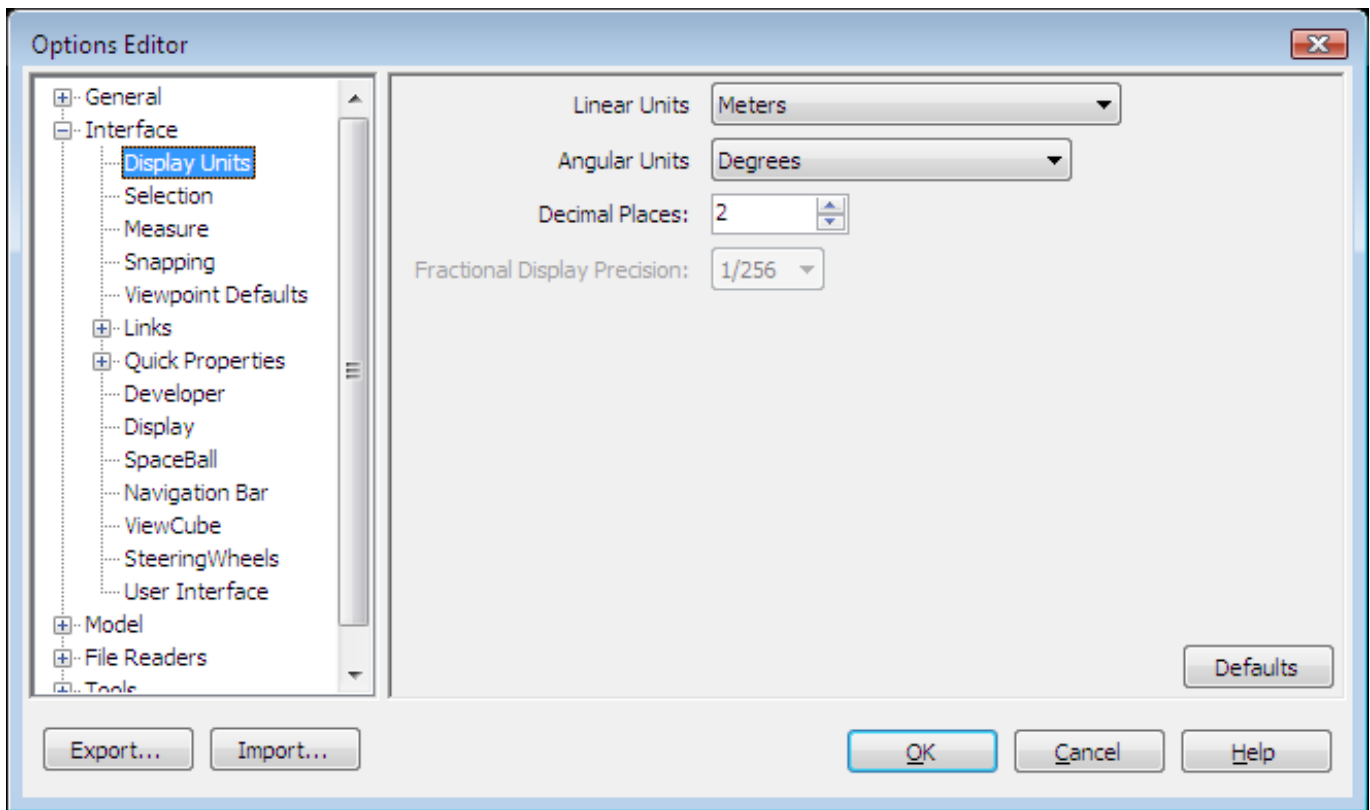 Options Editor
General
Interface
Display Units
Selection
Measure
Snapping
Viewpoint Defaults
Links
Quick Properties
Developer
Display
SpaceBall
Navigation Bar
ViewCube
SteeringWheels
User Interface
Model
File Readers
Tools
Linear Units Meters
Angular Units Degrees
Decimal Places: 2
Fractional Display Precision: 1/256
Defaults
Export... Import... OK Cancel Help